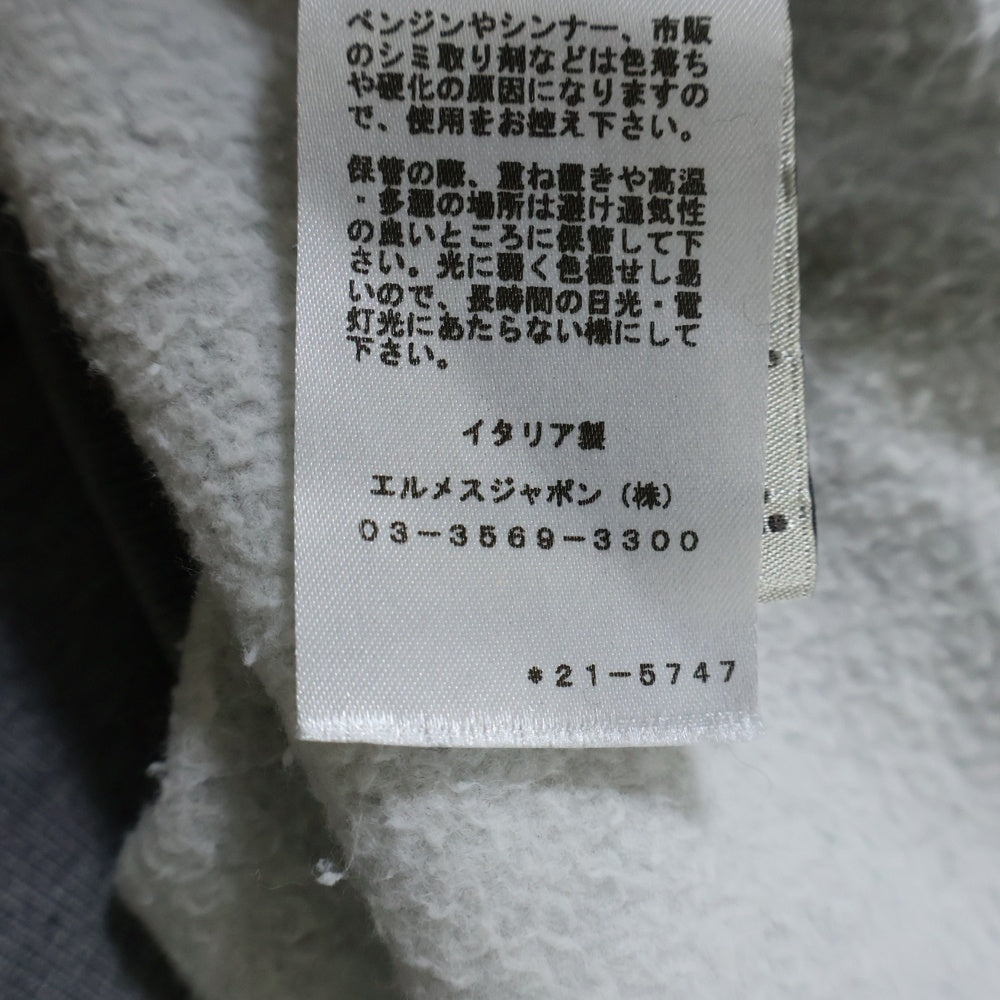 ベンジンやシンナー、市販
のシミ取り剤などは色落ち
や硬化の原因になりますの
で、使用をお控え下さい。
保管の際、重ね置きや高温
・多湿の場所は避け通気性
の良いところに保管して下
さい。光に弱く色褪せし易
いので、長時間の日光・電
灯光にあたらない様にして
下さい。
イタリア製
エルメスジャポン（株）
03-3569-3300
*21-5747